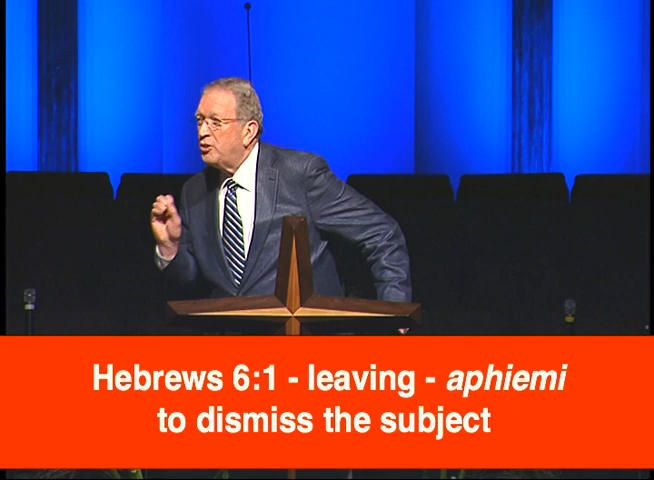 Hebrews 6:1 - leaving - aphiemi
to dismiss the subject